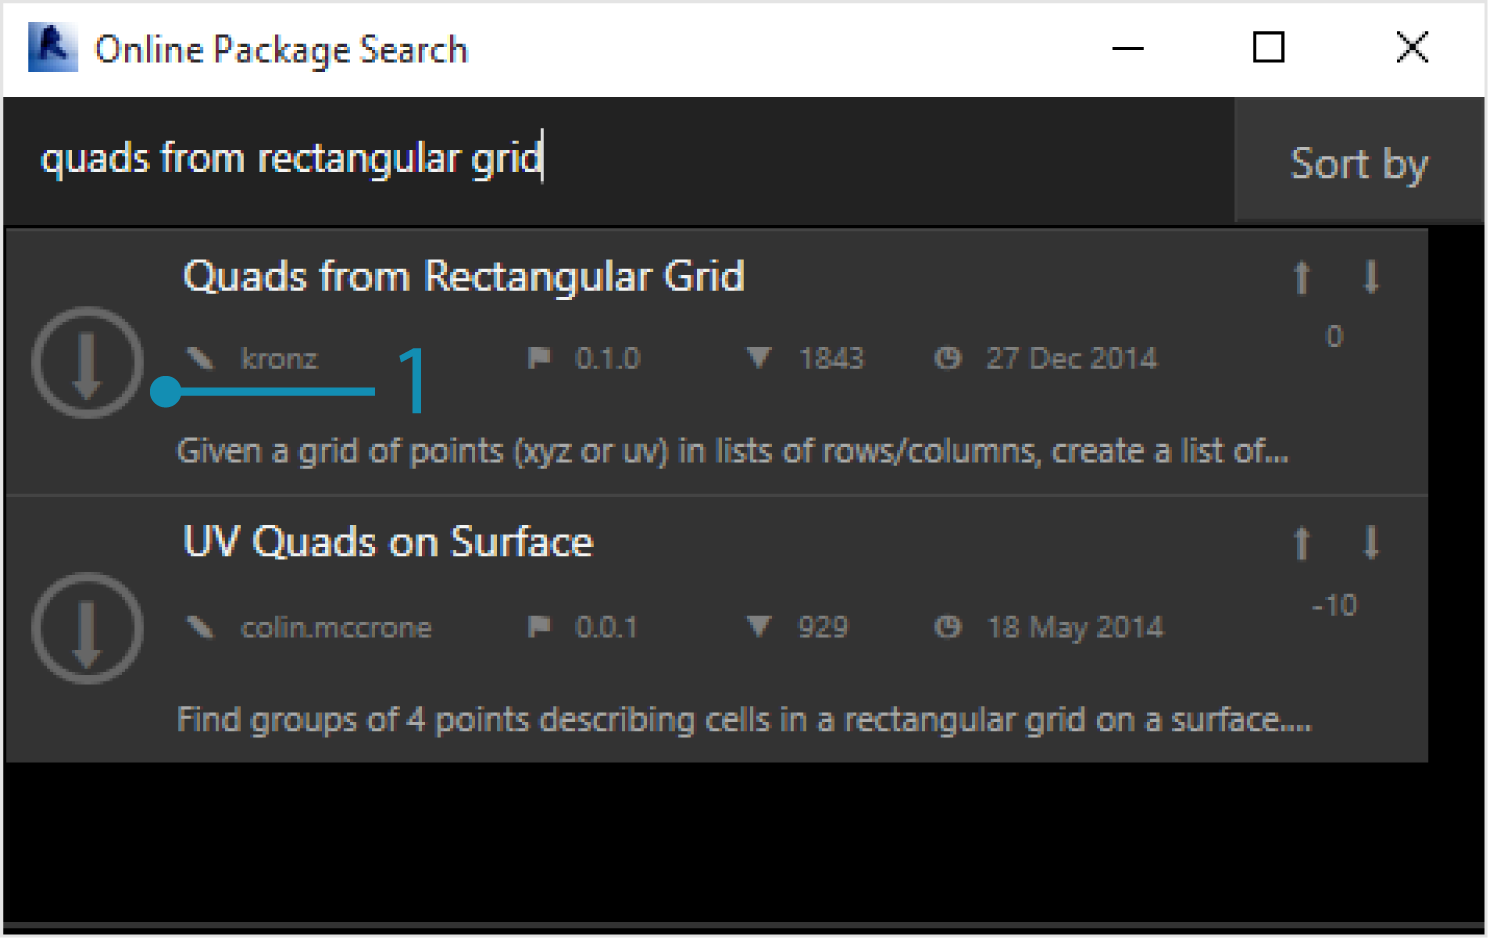 Online Package Search
quads from rectangular grid
Sort by
Quads from Rectangular Grid
kronz 0.1.0 1843 27 Dec 2014 0
1
Given a grid of points (xyz or uv) in lists of rows/columns, create a list of...
UV Quads on Surface
colin.mccrone 0.0.1 929 18 May 2014 -10
Find groups of 4 points describing cells in a rectangular grid on a surface....